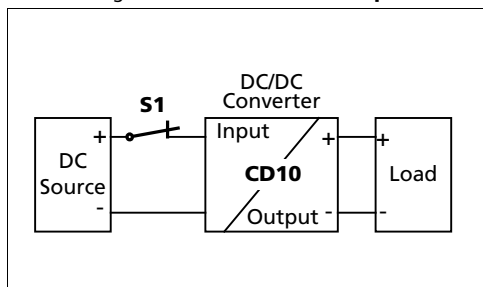 DC/DC
Converter
S1
Input
+ + +
DC
Source
CD10
Load
- Output - -